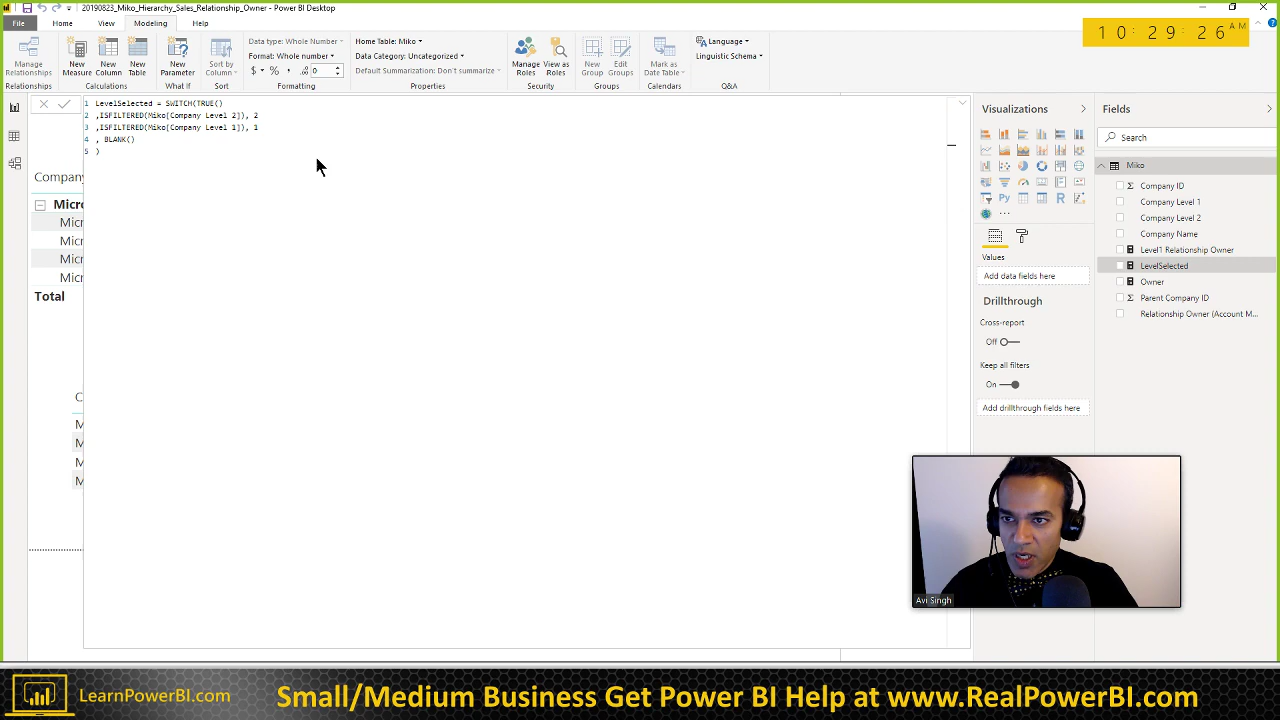 20190823_Miko_Hierarchy_Sales_Relationship_Owner - Power BI Desktop
File Home View Modeling Help
10:29:26 AM
Manage Relationships
New Measure
New Column
New Table
New Parameter
Sort by Column
Data type: Whole Number
Format: Whole number
$ % , .00 0
Home Table: Miko
Data Category: Uncategorized
Default Summarization: Don't summarize
Manage Roles
View as Roles
New Group
Edit Groups
Mark as Date Table
Language
Linguistic Schema
Relationships Calculations What If Sort Formatting Properties Security Groups Calendars Q&A
1 LevelSelected = SWITCH(TRUE()
2 ,ISFILTERED(Miko[Company Level 2]), 2
3 ,ISFILTERED(Miko[Company Level 1]), 1
4 , BLANK()
5 )
Compan
Micro
Micr
Micr
Micr
Micr
Total
C
M
M
M
M
Visualizations
Py R
Values
Add data fields here
Drillthrough
Cross-report
Off
Keep all filters
On
Add drillthrough fields here
Fields
Search
Miko
Company ID
Company Level 1
Company Level 2
Company Name
Level1 Relationship Owner
LevelSelected
Owner
Parent Company ID
Relationship Owner (Account M...
Avi Singh
LearnPowerBI.com
Small/Medium Business Get Power BI Help at www.RealPowerBI.com